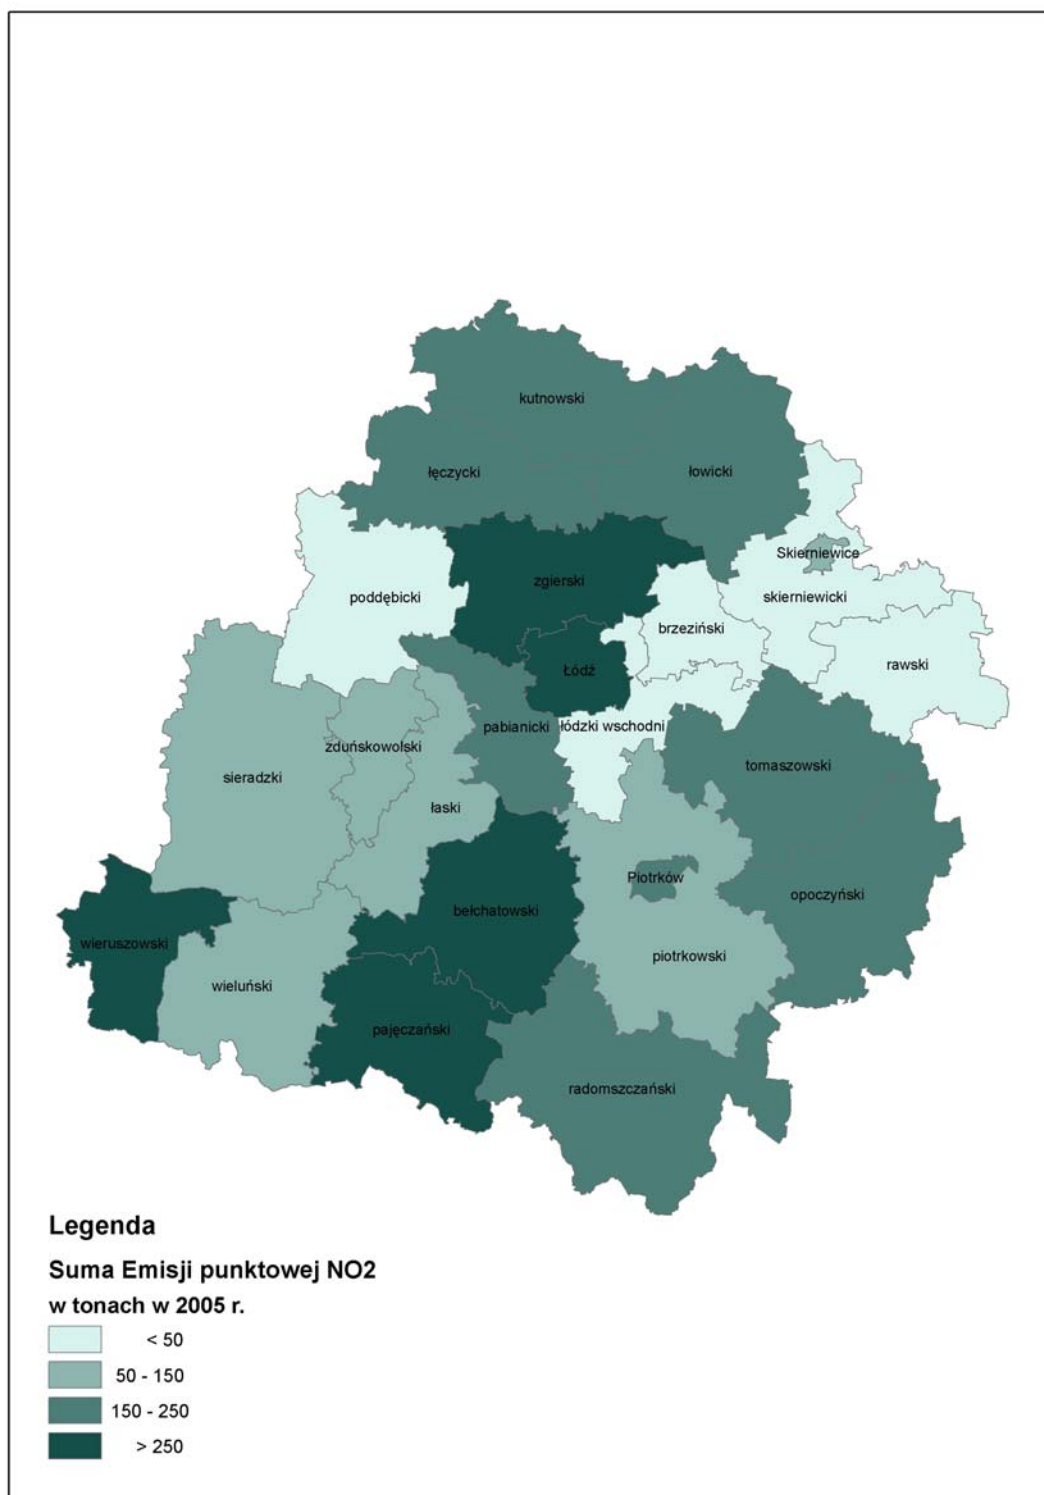 kutnowski
łęczycki
łowicki
Skierniewice
zgierski
poddębicki
skierniewicki
brzeziński
rawski
Łódź
pabianicki
łódzki wschodni
zduńskowolski
tomaszowski
sieradzki
łaski
Piotrków
opoczyński
bełchatowski
wieruszowski
piotrkowski
wieluński
pajęczański
radomszczański
Legenda
Suma Emisji punktowej NO2
w tonach w 2005 r.
< 50
50 - 150
150 - 250
> 250